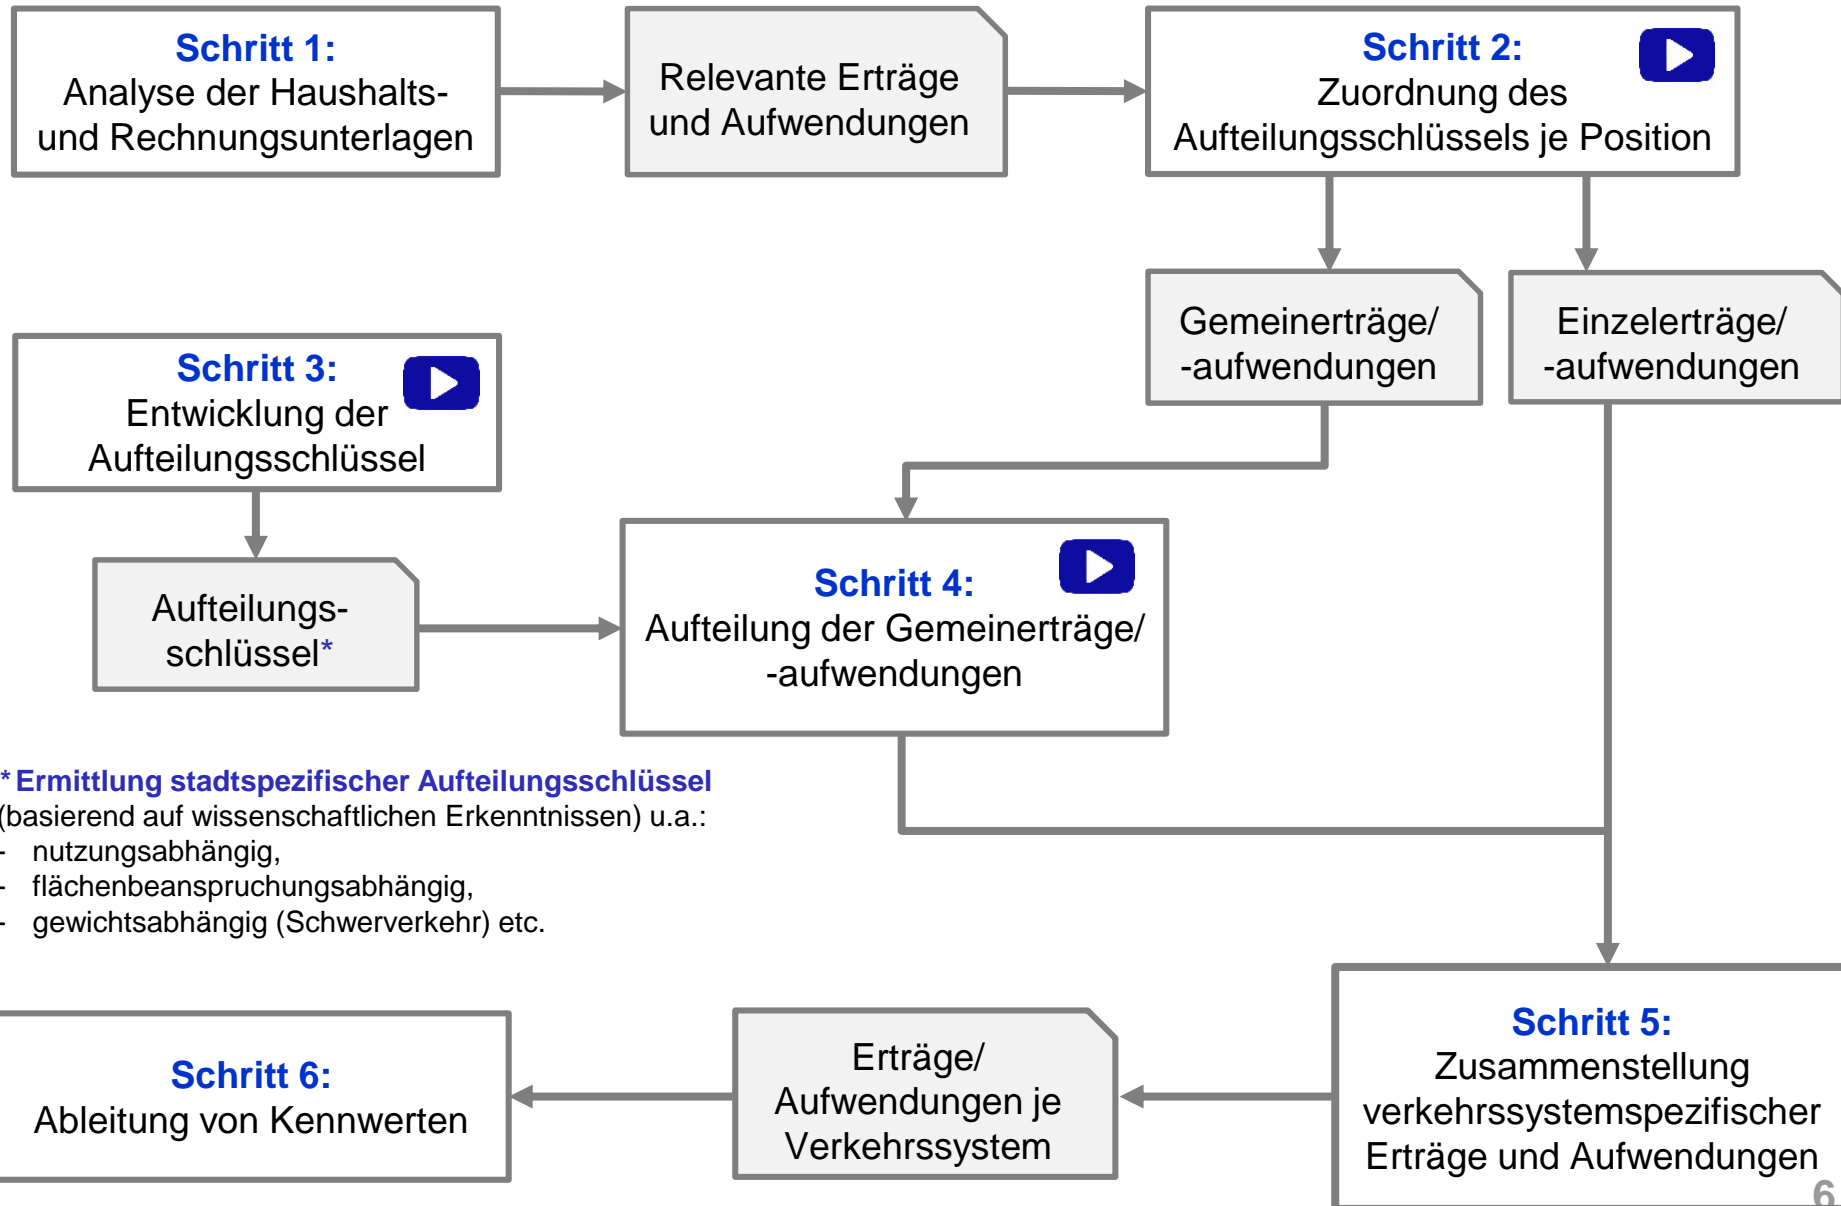 Schritt 1:
Analyse der Haushalts-
und Rechnungsunterlagen
Relevante Erträge
und Aufwendungen
Schritt 2:
Zuordnung des
Aufteilungsschlüssels je Position
Gemeinerträge/
-aufwendungen
Einzelerträge/
-aufwendungen
Schritt 3:
Entwicklung der
Aufteilungsschlüssel
Aufteilungs-
schlüssel*
Schritt 4:
Aufteilung der Gemeinerträge/
-aufwendungen
* Ermittlung stadtspezifischer Aufteilungsschlüssel
(basierend auf wissenschaftlichen Erkenntnissen) u.a.:
- nutzungsabhängig,
- flächenbeanspruchungsabhängig,
- gewichtsabhängig (Schwerverkehr) etc.
Schritt 5:
Zusammenstellung
verkehrssystemspezifischer
Erträge und Aufwendungen
Erträge/
Aufwendungen je
Verkehrssystem
Schritt 6:
Ableitung von Kennwerten
6